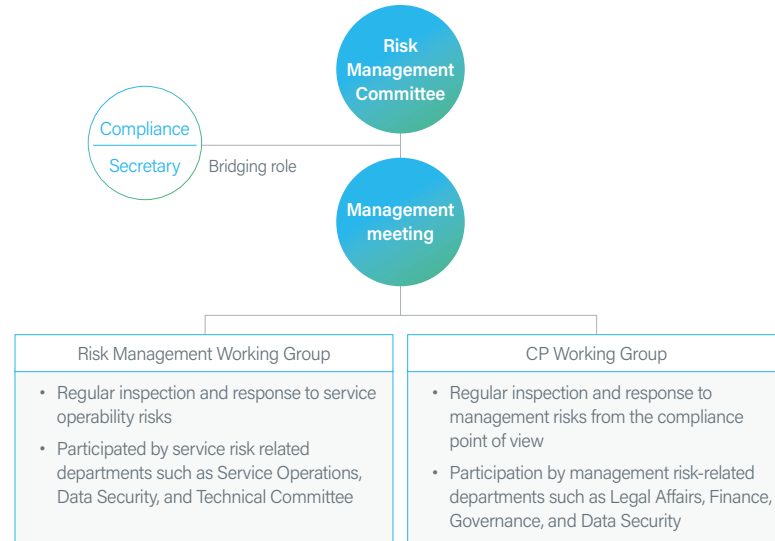 Risk
Management
Committee
Compliance
Secretary
Bridging role
Management
meeting
Risk Management Working Group
• Regular inspection and response to service
operability risks
• Participated by service risk related
departments such as Service Operations,
Data Security, and Technical Committee
CP Working Group
• Regular inspection and response to
management risks from the compliance
point of view
• Participation by management risk-related
departments such as Legal Affairs, Finance,
Governance, and Data Security